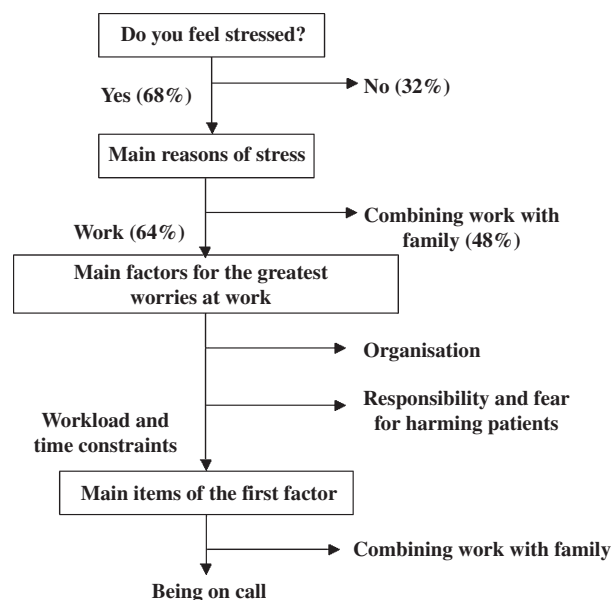 Do you feel stressed?
No (32%)
Yes (68%)
Main reasons of stress
Combining work with
family (48%)
Work (64%)
Main factors for the greatest
worries at work
Organisation
Responsibility and fear
for harming patients
Workload and
time constraints
Main items of the first factor
Combining work with family
Being on call